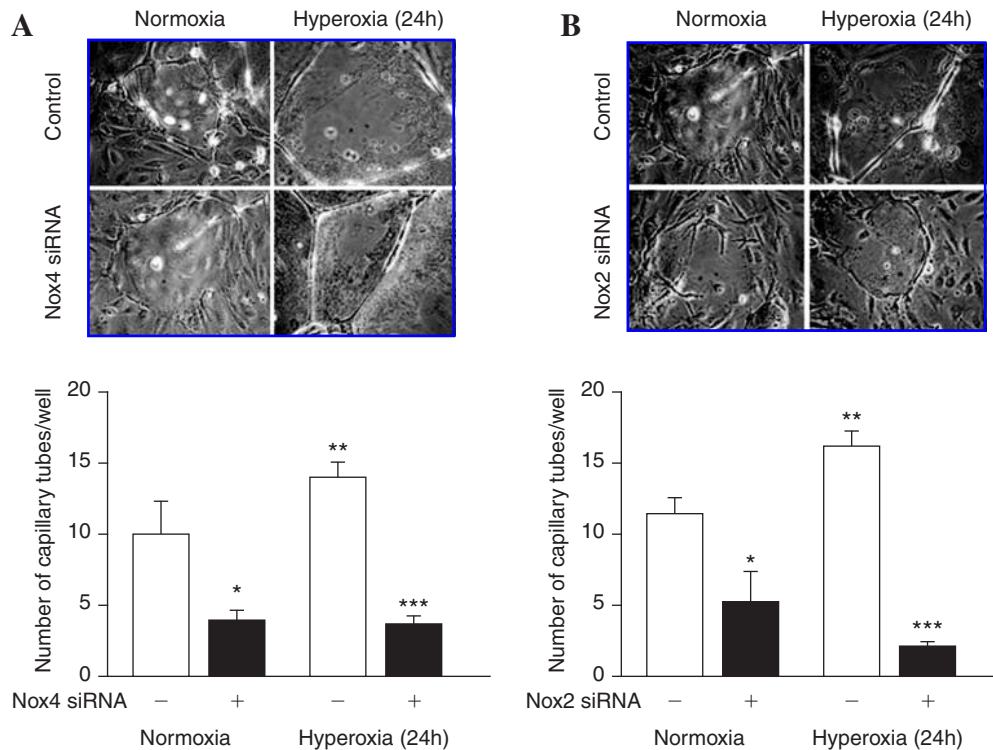 A
Normoxia Hyperoxia (24h)
Control
Nox4 siRNA
Number of capillary tubes/well
20
15
10
5
0
*
**
***
Nox4 siRNA − + − +
Normoxia Hyperoxia (24h)
B
Normoxia Hyperoxia (24h)
Control
Nox2 siRNA
Number of capillary tubes/well
20
15
10
5
0
*
**
***
Nox2 siRNA − + − +
Normoxia Hyperoxia (24h)